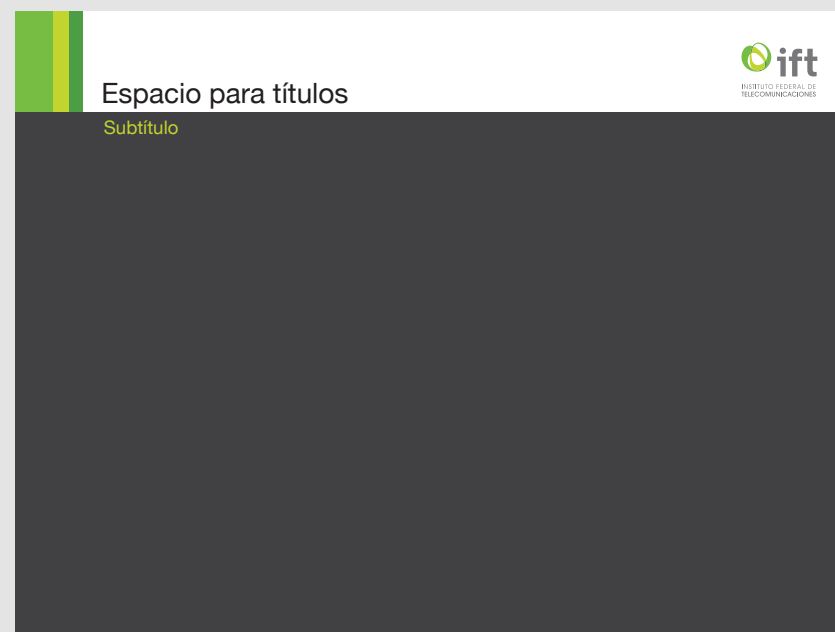 Espacio para títulos
ift
INSTITUTO FEDERAL DE
TELECOMUNICACIONES
Subtítulo